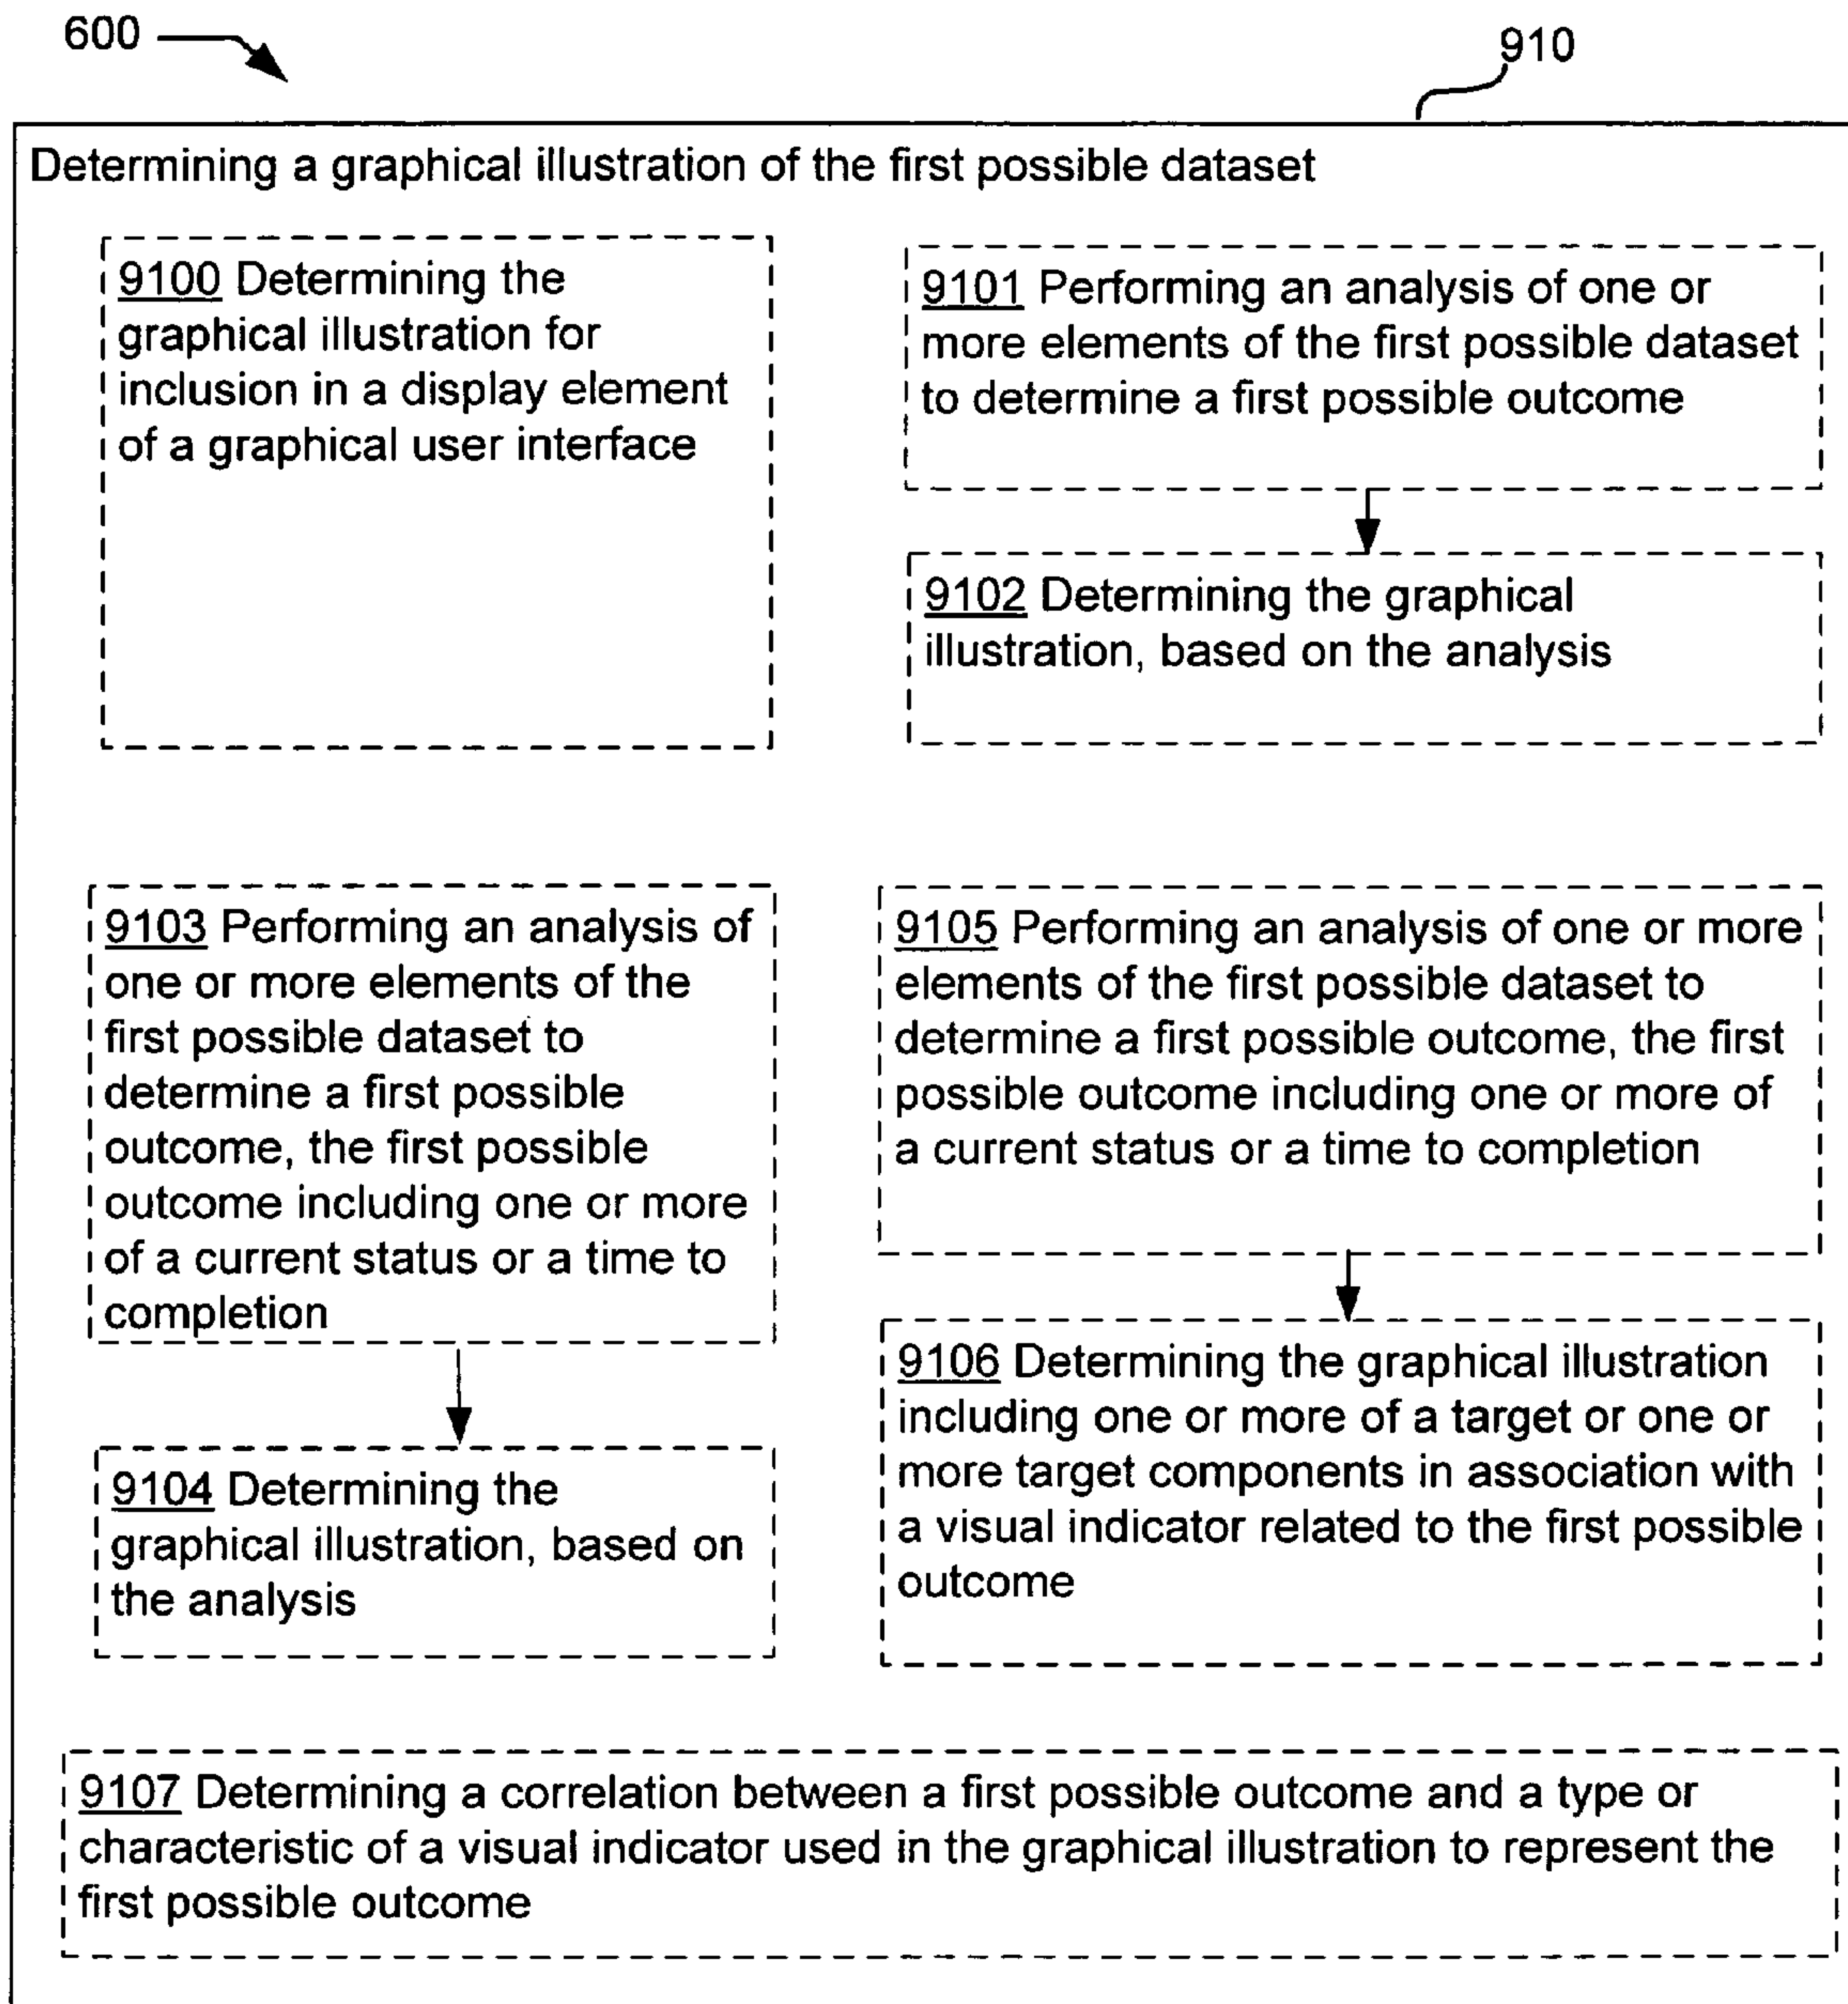 600
910
Determining a graphical illustration of the first possible dataset
9100 Determining the
graphical illustration for
inclusion in a display element
of a graphical user interface
9101 Performing an analysis of one or
more elements of the first possible dataset
to determine a first possible outcome
9102 Determining the graphical
illustration, based on the analysis
9103 Performing an analysis of
one or more elements of the
first possible dataset to
determine a first possible
outcome, the first possible
outcome including one or more
of a current status or a time to
completion
9104 Determining the
graphical illustration, based on
the analysis
9105 Performing an analysis of one or more
elements of the first possible dataset to
determine a first possible outcome, the first
possible outcome including one or more of
a current status or a time to completion
9106 Determining the graphical illustration
including one or more of a target or one or
more target components in association with
a visual indicator related to the first possible
outcome
9107 Determining a correlation between a first possible outcome and a type or
characteristic of a visual indicator used in the graphical illustration to represent the
first possible outcome